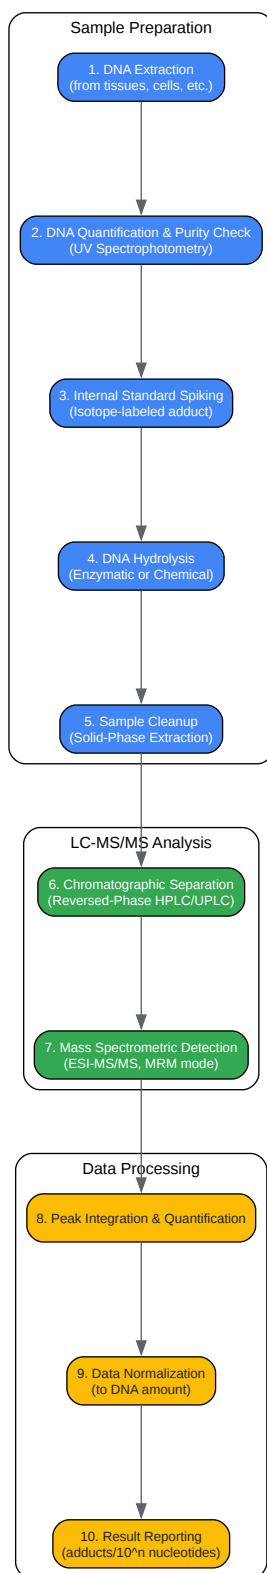 Sample Preparation
1. DNA Extraction
(from tissues, cells, etc.)
2. DNA Quantification & Purity Check
(UV Spectrophotometry)
3. Internal Standard Spiking
(Isotope-labeled adduct)
4. DNA Hydrolysis
(Enzymatic or Chemical)
5. Sample Cleanup
(Solid-Phase Extraction)
LC-MS/MS Analysis
6. Chromatographic Separation
(Reversed-Phase HPLC/UPLC)
7. Mass Spectrometric Detection
(ESI-MS/MS, MRM mode)
Data Processing
8. Peak Integration & Quantification
9. Data Normalization
(to DNA amount)
10. Result Reporting
(adducts/10^n nucleotides)